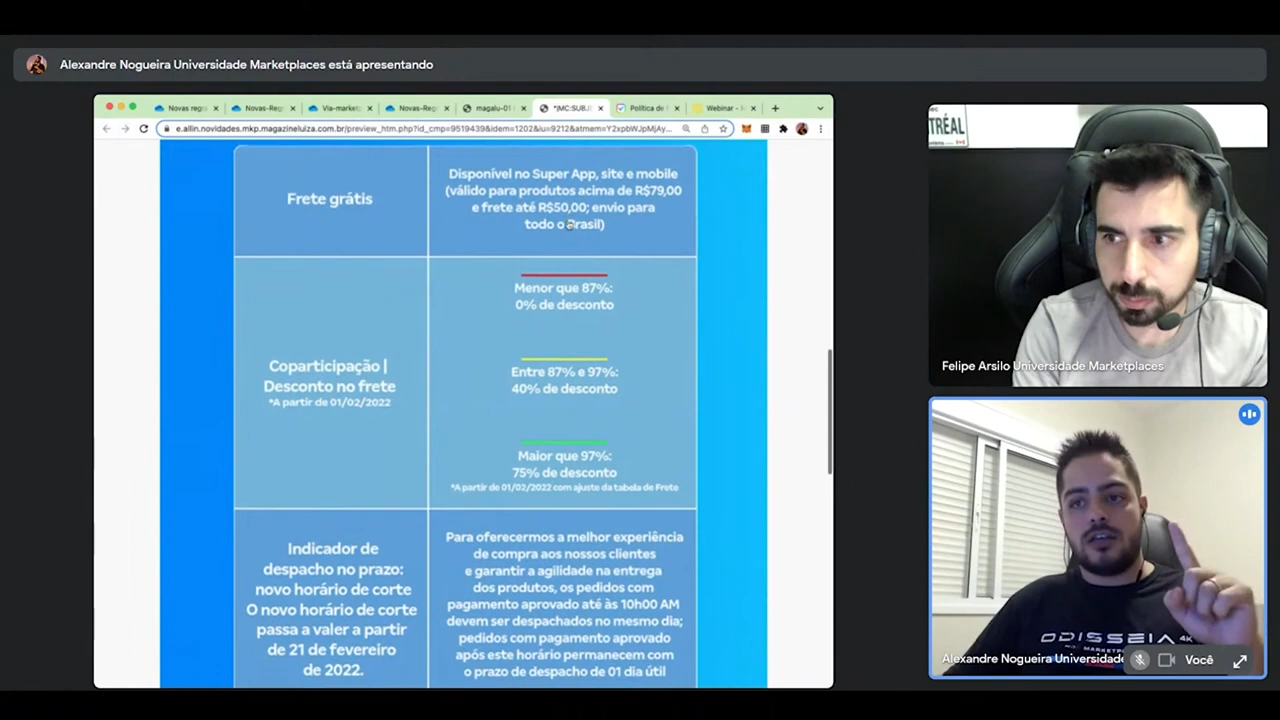 Alexandre Nogueira Universidade Marketplaces está apresentando
Novas regr
Novas-Regr
Via-market
Novas-Regr
magalu-01
*|MC:SUBJ
Política de
Webinar -
e.allin.novidades.mkp.magazineluiza.com.br/preview_htm.php?id_cmp=9519439&idem=1202&iu=9212&atmem=Y2xpbWJpMjAy...
Frete grátis
Disponível no Super App, site e mobile
(válido para produtos acima de R$79,00
e frete até R$50,00; envio para
todo o Brasil)
Coparticipação |
Desconto no frete
*A partir de 01/02/2022
Menor que 87%:
0% de desconto
Entre 87% e 97%:
40% de desconto
Maior que 97%:
75% de desconto
*A partir de 01/02/2022 com ajuste da tabela de Frete
Indicador de
despacho no prazo:
novo horário de corte
O novo horário de corte
passa a valer a partir
de 21 de fevereiro
de 2022.
Para oferecermos a melhor experiência
de compra aos nossos clientes
e garantir a agilidade na entrega
dos produtos, os pedidos com
pagamento aprovado até às 10h00 AM
devem ser despachados no mesmo dia;
pedidos com pagamento aprovado
após este horário permanecem com
o prazo de despacho de 01 dia útil
TRÉAL
Felipe Arsilo Universidade Marketplaces
ODISSEIA 4K
Alexandre Nogueira Universidade
Você